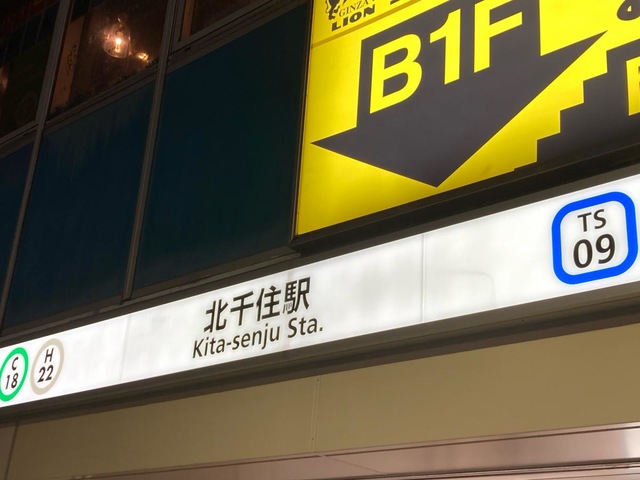 GINZA
LION
B1F
TS
09
北千住駅
Kita-senju Sta.
H
22
C
18